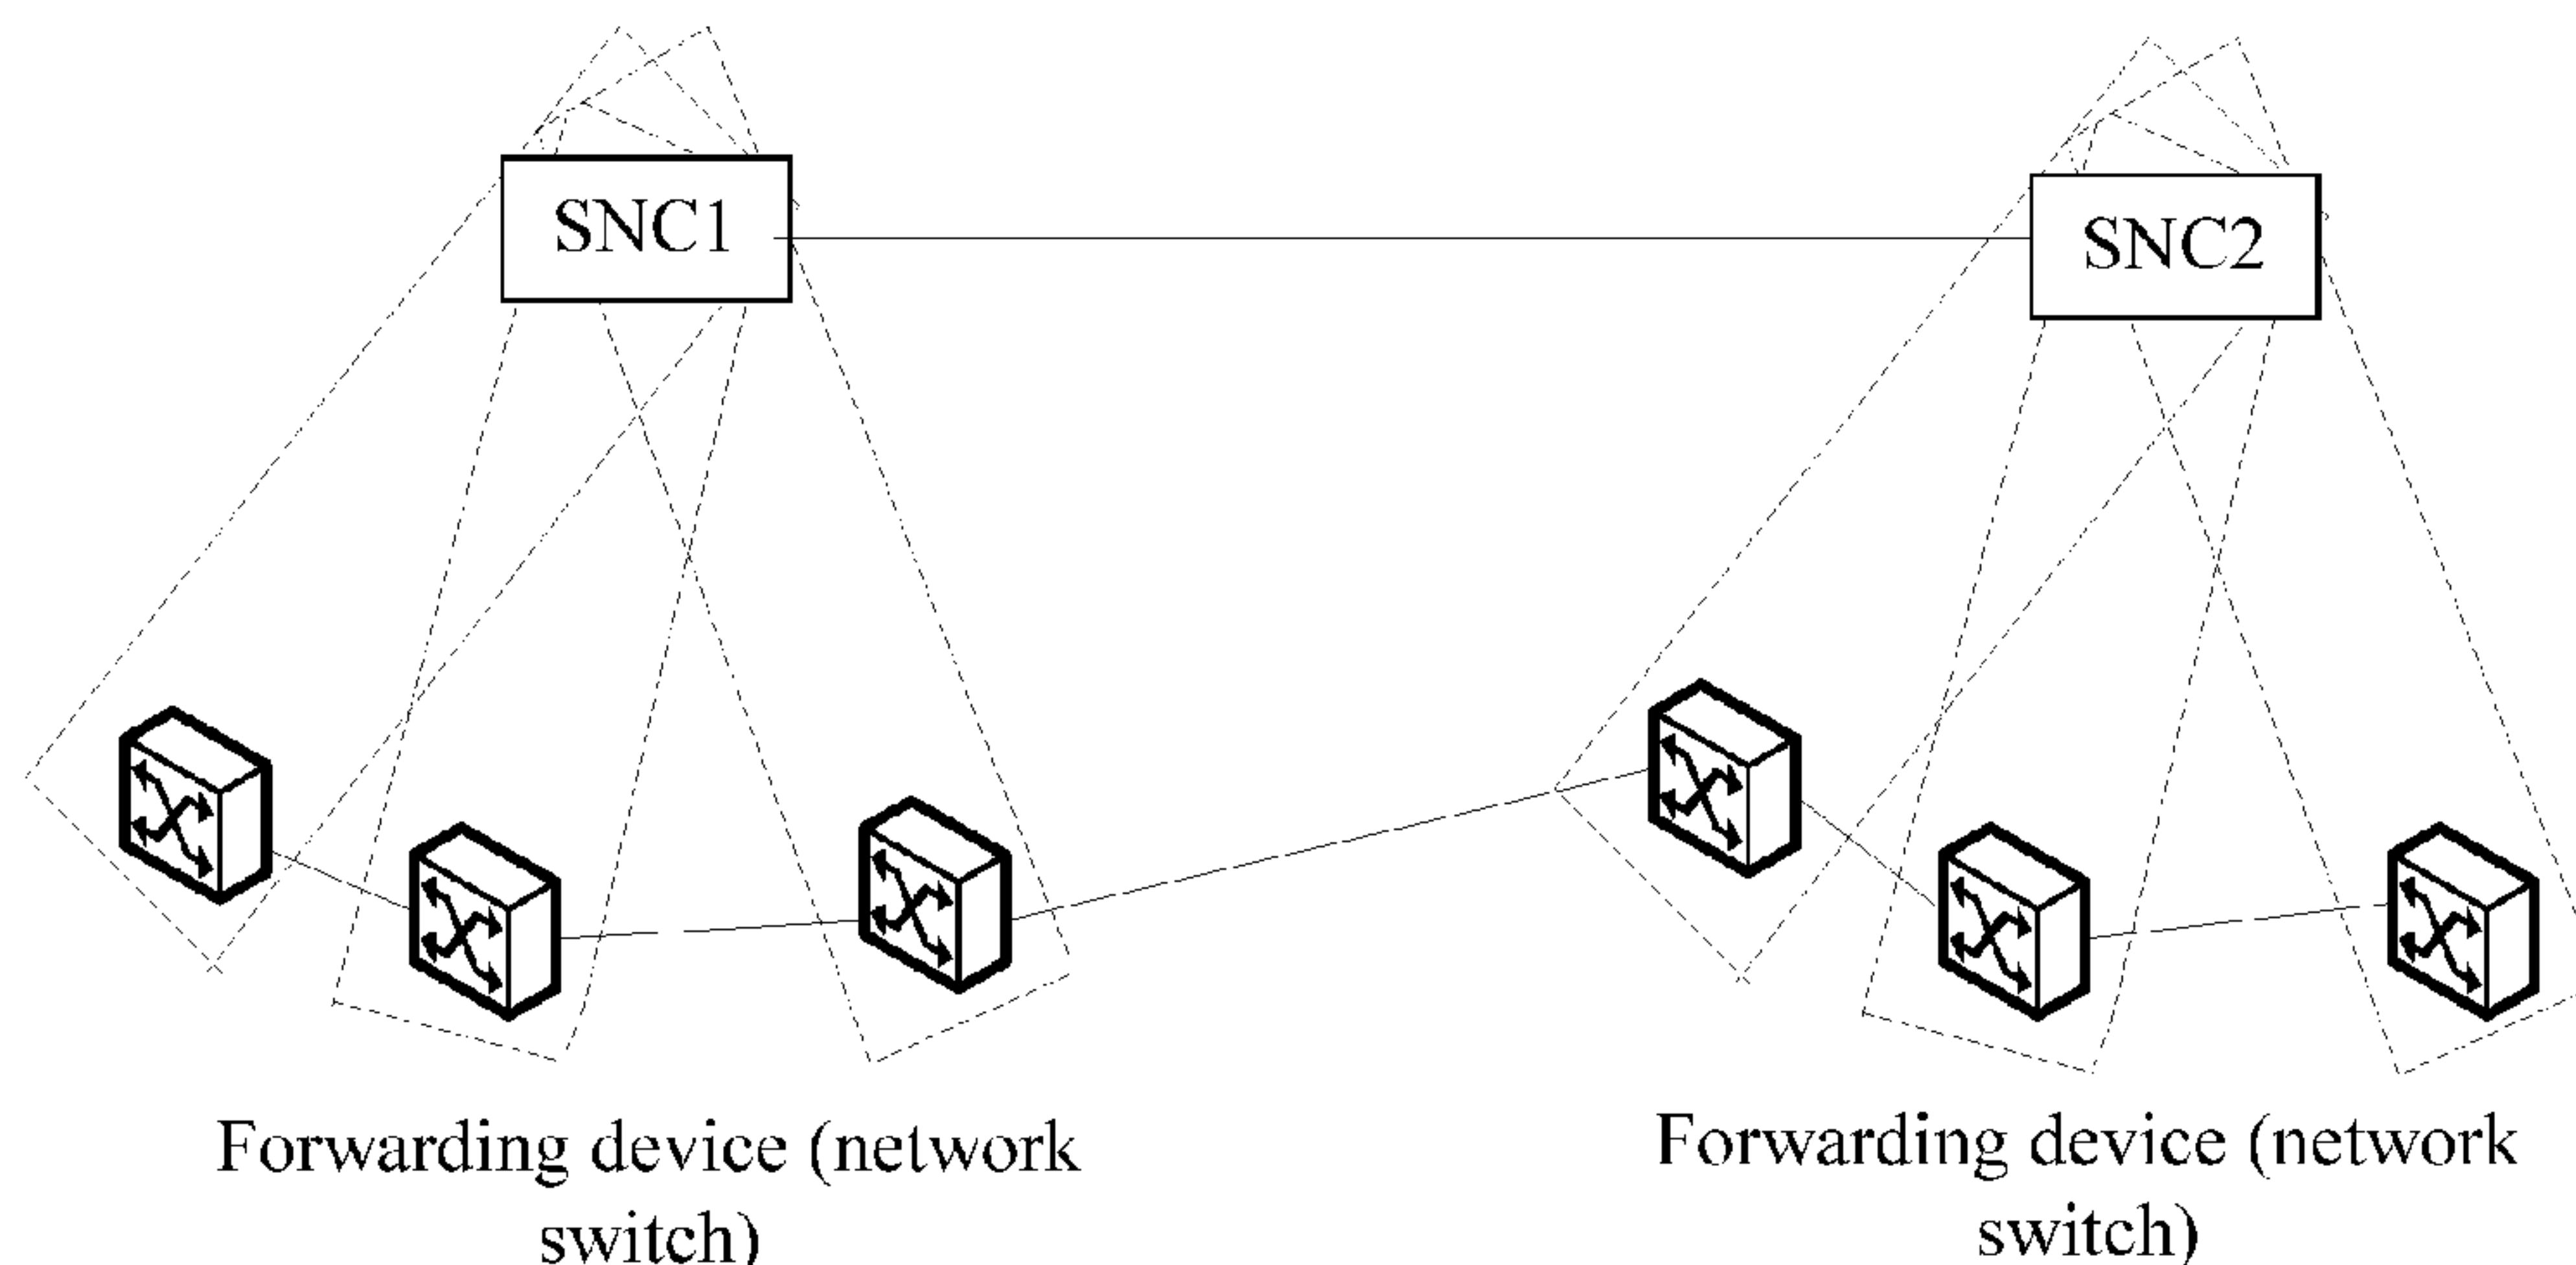 SNC1
SNC2
Forwarding device (network
switch)
Forwarding device (network
switch)